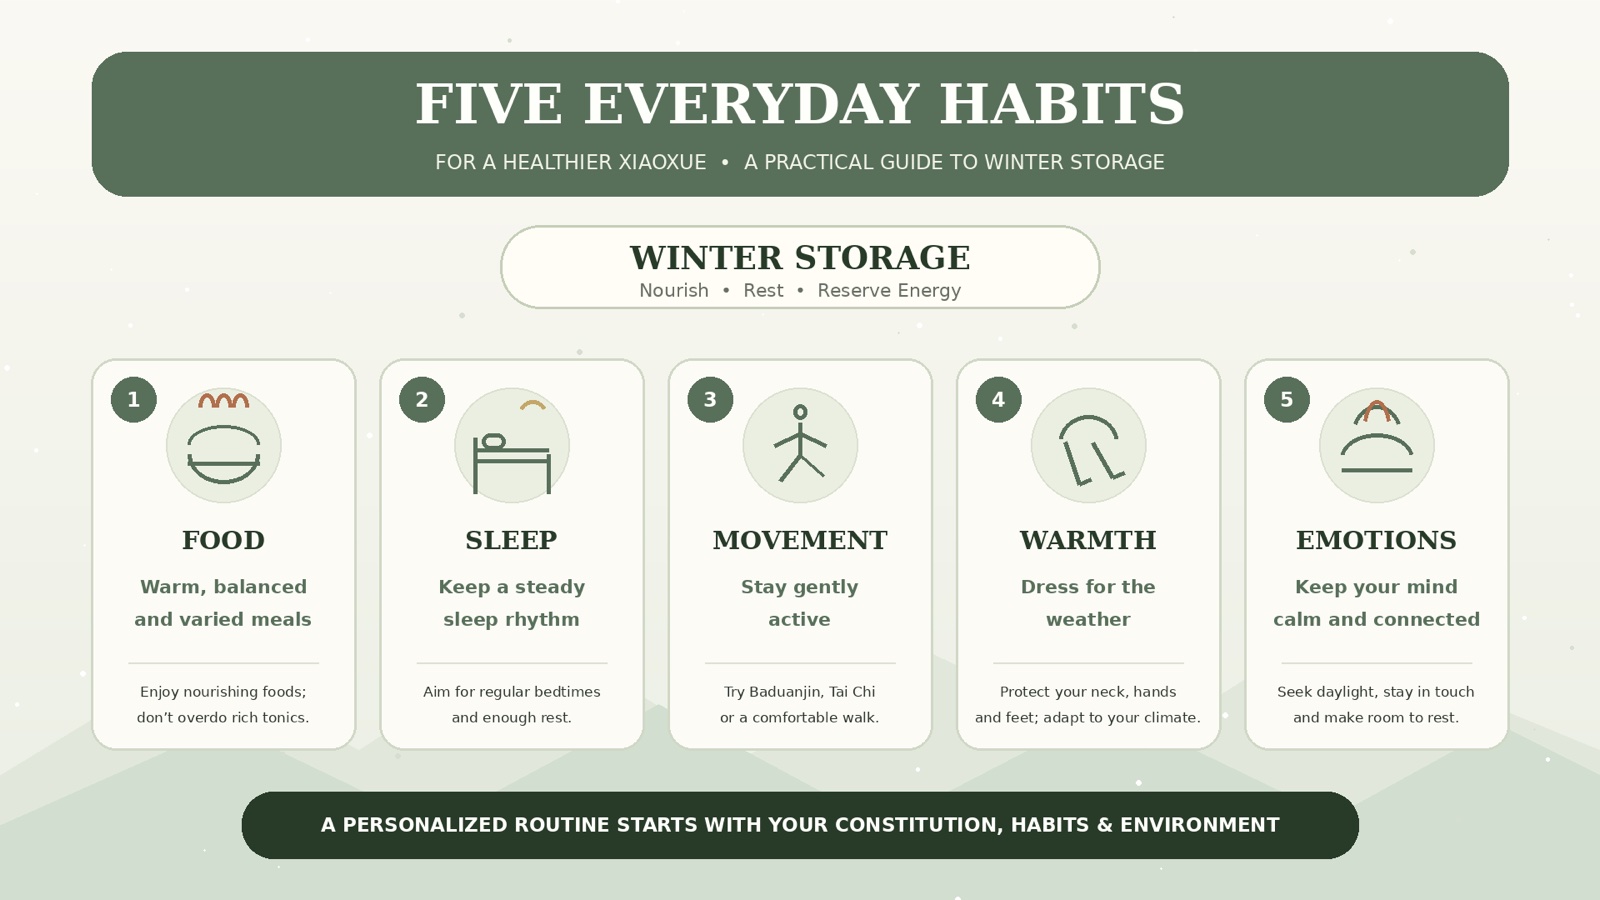 FIVE EVERYDAY HABITS
FOR A HEALTHIER XIAOXUE • A PRACTICAL GUIDE TO WINTER STORAGE
WINTER STORAGE
Nourish • Rest • Reserve Energy
1
FOOD
Warm, balanced
and varied meals
Enjoy nourishing foods;
don’t overdo rich tonics.
2
SLEEP
Keep a steady
sleep rhythm
Aim for regular bedtimes
and enough rest.
3
MOVEMENT
Stay gently
active
Try Baduanjin, Tai Chi
or a comfortable walk.
4
WARMTH
Dress for the
weather
Protect your neck, hands
and feet; adapt to your climate.
5
EMOTIONS
Keep your mind
calm and connected
Seek daylight, stay in touch
and make room to rest.
A PERSONALIZED ROUTINE STARTS WITH YOUR CONSTITUTION, HABITS & ENVIRONMENT